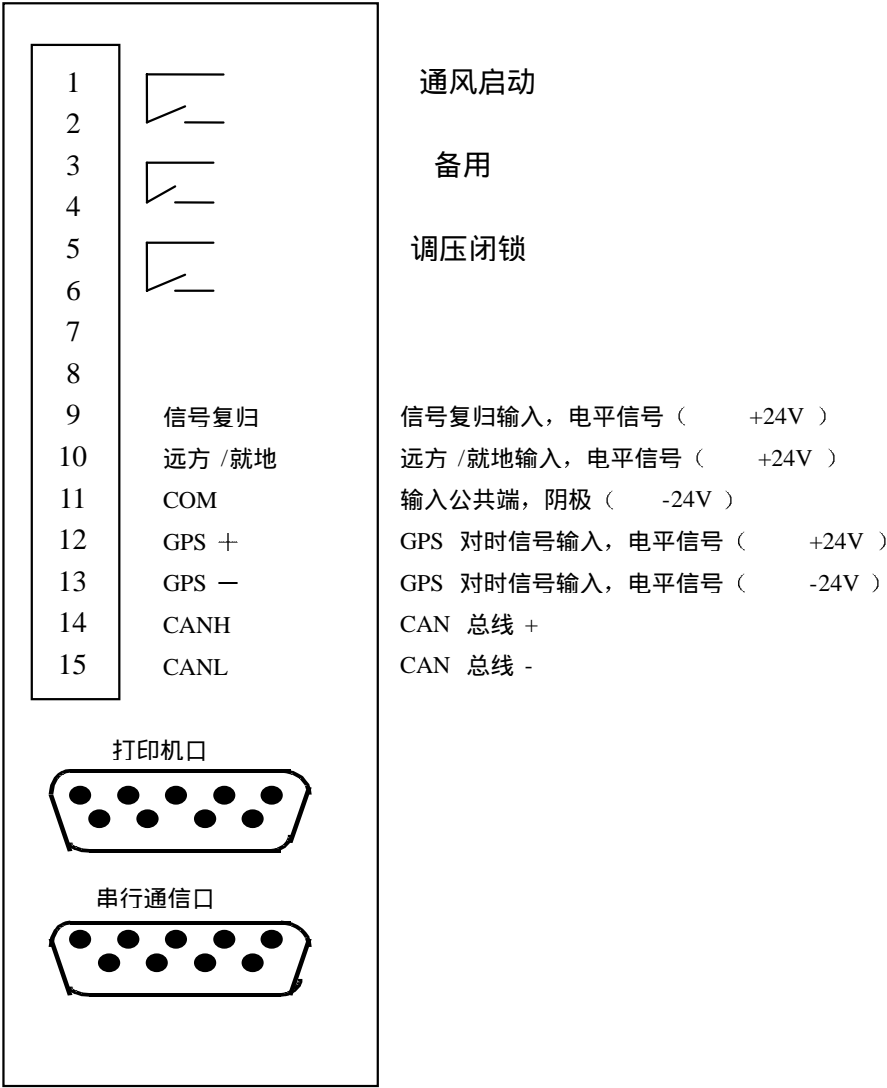 1 通风启动
2
3 备用
4
5 调压闭锁
6
7
8
9 信号复归 信号复归输入，电平信号（ +24V ）
10 远方 /就地 远方 /就地输入，电平信号（ +24V ）
11 COM 输入公共端，阴极（ -24V ）
12 GPS ＋ GPS 对时信号输入，电平信号（ +24V ）
13 GPS － GPS 对时信号输入，电平信号（ -24V ）
14 CANH CAN 总线 +
15 CANL CAN 总线 -
打印机口
串行通信口